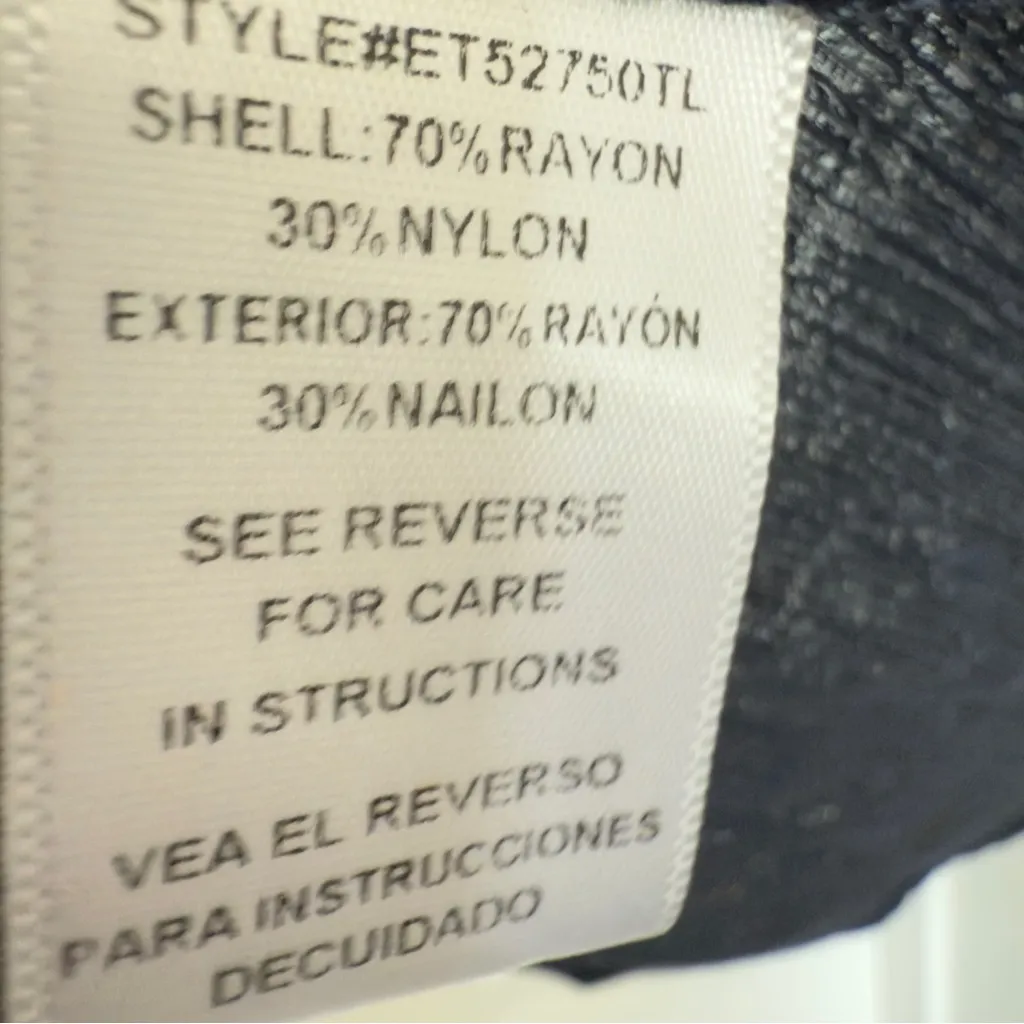 STYLE#ET52750TL
SHELL:70%RAYON
30%NYLON
EXTERIOR:70%RAYÓN
30%NAILON
SEE REVERSE
FOR CARE
IN STRUCTIONS
VEA EL REVERSO
PARA INSTRUCCIONES
DECUIDADO